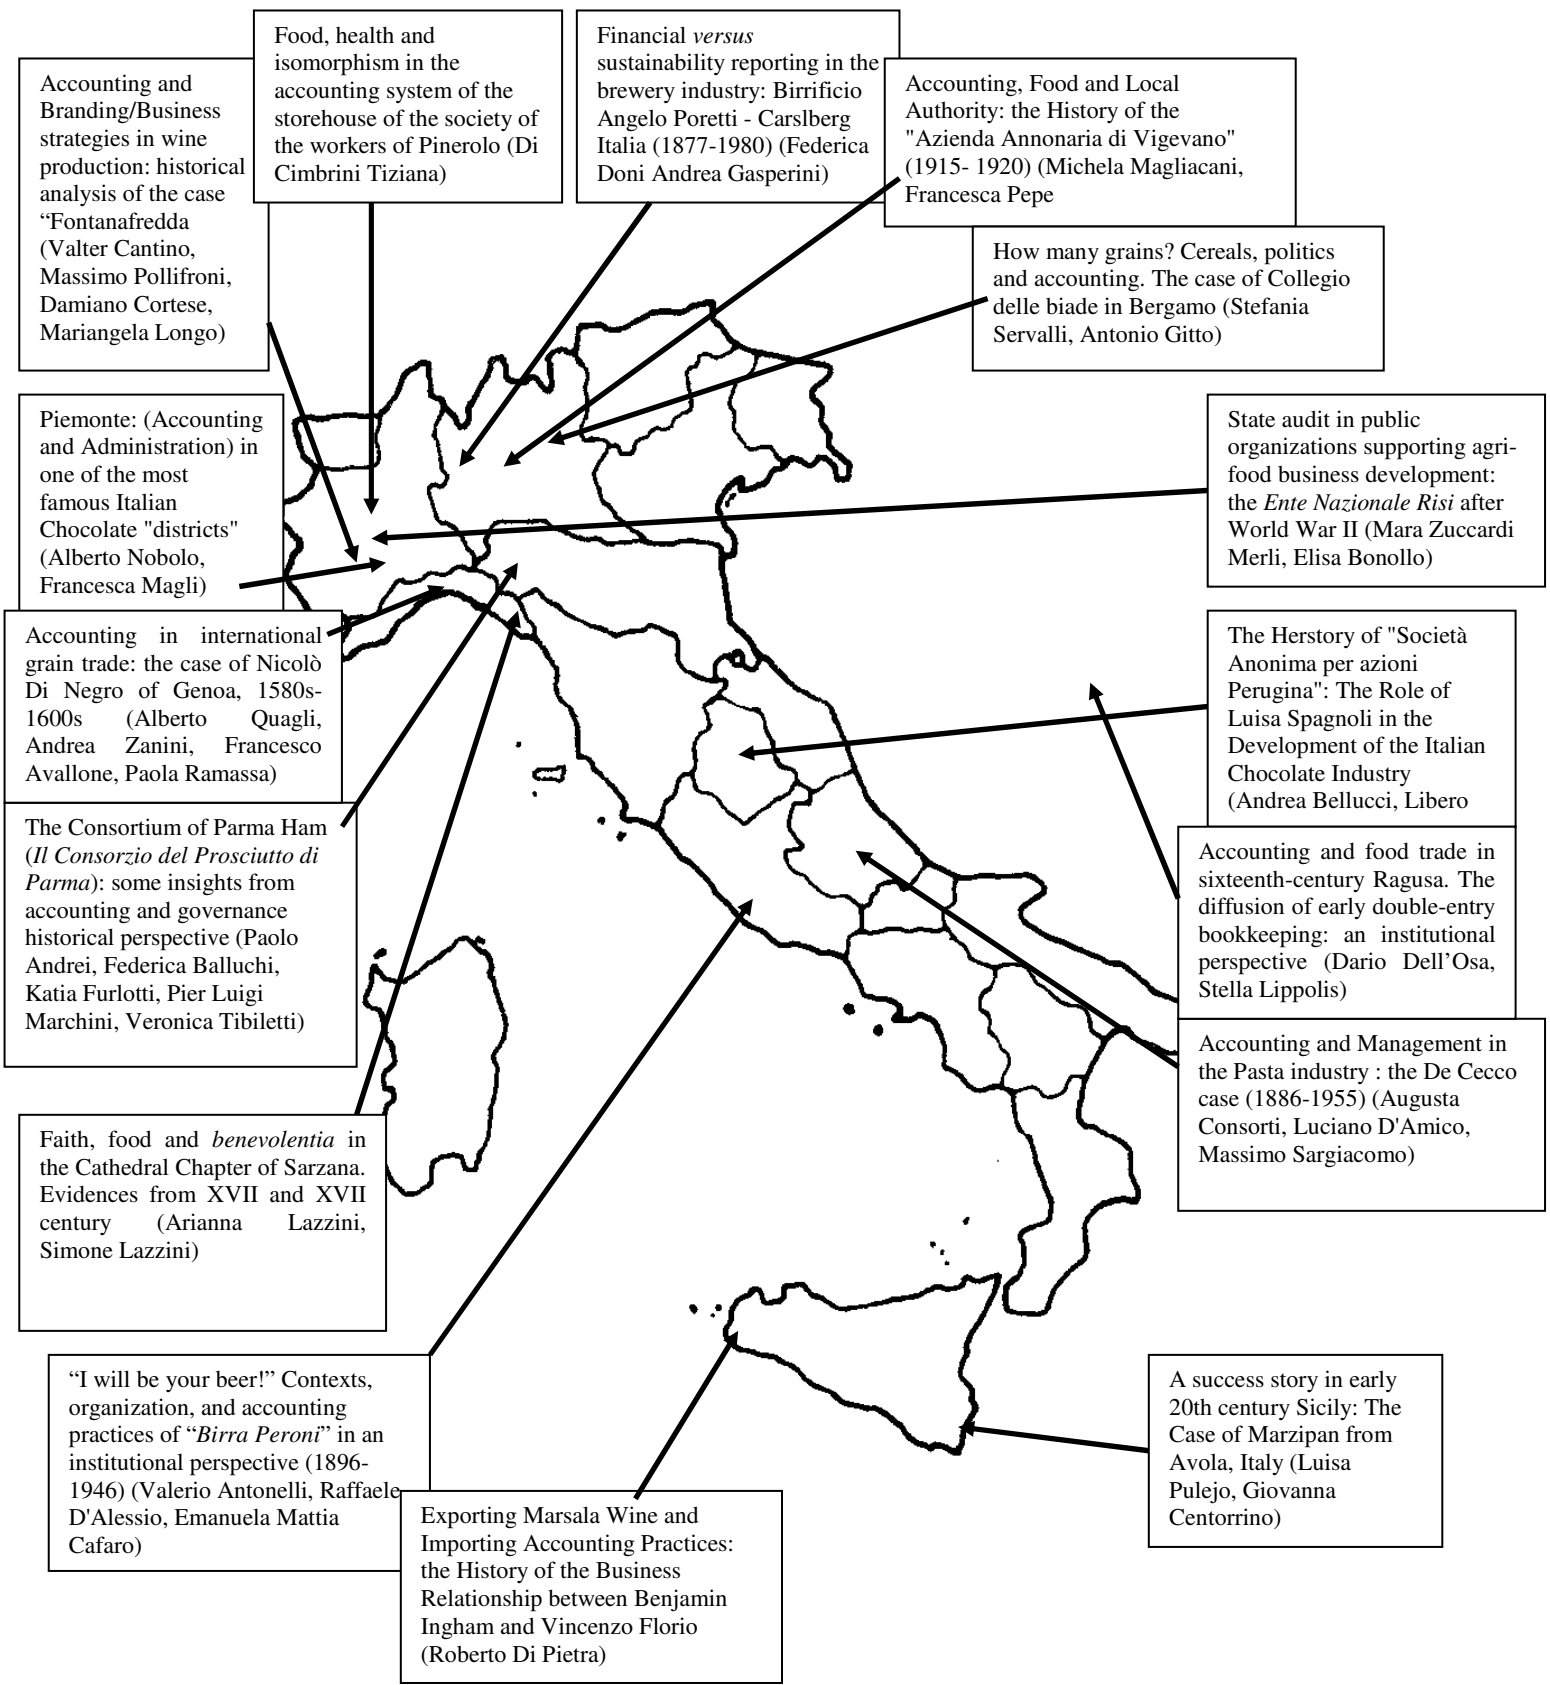 Accounting and
Branding/Business
strategies in wine
production: historical
analysis of the case
“Fontanafredda
(Valter Cantino,
Massimo Pollifroni,
Damiano Cortese,
Mariangela Longo)
Food, health and
isomorphism in the
accounting system of the
storehouse of the society of
the workers of Pinerolo (Di
Cimbrini Tiziana)
Financial versus
sustainability reporting in the
brewery industry: Birrificio
Angelo Poretti - Carslberg
Italia (1877-1980) (Federica
Doni Andrea Gasperini)
Accounting, Food and Local
Authority: the History of the
"Azienda Annonaria di Vigevano"
(1915- 1920) (Michela Magliacani,
Francesca Pepe
How many grains? Cereals, politics
and accounting. The case of Collegio
delle biade in Bergamo (Stefania
Servalli, Antonio Gitto)
Piemonte: (Accounting
and Administration) in
one of the most
famous Italian
Chocolate "districts"
(Alberto Nobolo,
Francesca Magli)
State audit in public
organizations supporting agri-
food business development:
the Ente Nazionale Risi after
World War II (Mara Zuccardi
Merli, Elisa Bonollo)
Accounting in international
grain trade: the case of Nicolò
Di Negro of Genoa, 1580s-
1600s (Alberto Quagli,
Andrea Zanini, Francesco
Avallone, Paola Ramassa)
The Herstory of "Società
Anonima per azioni
Perugina": The Role of
Luisa Spagnoli in the
Development of the Italian
Chocolate Industry
(Andrea Bellucci, Libero
The Consortium of Parma Ham
(Il Consorzio del Prosciutto di
Parma): some insights from
accounting and governance
historical perspective (Paolo
Andrei, Federica Balluchi,
Katia Furlotti, Pier Luigi
Marchini, Veronica Tibiletti)
Accounting and food trade in
sixteenth-century Ragusa. The
diffusion of early double-entry
bookkeeping: an institutional
perspective (Dario Dell’Osa,
Stella Lippolis)
Accounting and Management in
the Pasta industry : the De Cecco
case (1886-1955) (Augusta
Consorti, Luciano D'Amico,
Massimo Sargiacomo)
Faith, food and benevolentia in
the Cathedral Chapter of Sarzana.
Evidences from XVII and XVII
century (Arianna Lazzini,
Simone Lazzini)
“I will be your beer!” Contexts,
organization, and accounting
practices of “Birra Peroni” in an
institutional perspective (1896-
1946) (Valerio Antonelli, Raffaele
D'Alessio, Emanuela Mattia
Cafaro)
Exporting Marsala Wine and
Importing Accounting Practices:
the History of the Business
Relationship between Benjamin
Ingham and Vincenzo Florio
(Roberto Di Pietra)
A success story in early
20th century Sicily: The
Case of Marzipan from
Avola, Italy (Luisa
Pulejo, Giovanna
Centorrino)